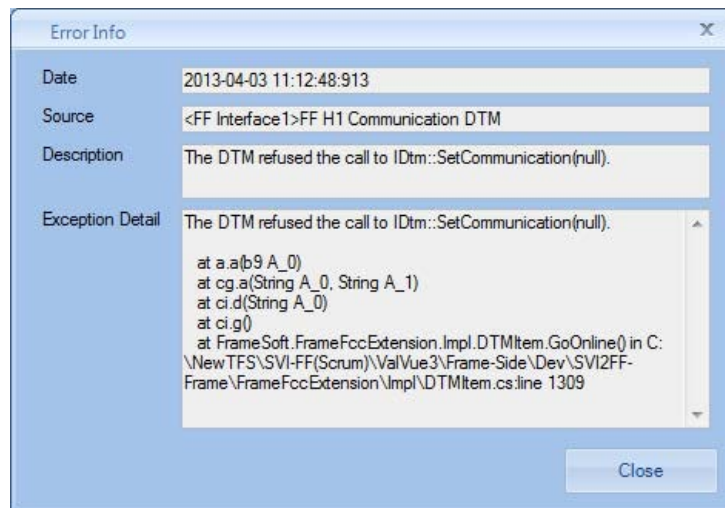 Error Info
Date
2013-04-03 11:12:48:913
Source
<FF Interface1>FF H1 Communication DTM
Description
The DTM refused the call to IDtm::SetCommunication(null).
Exception Detail
The DTM refused the call to IDtm::SetCommunication(null).
at a.a(b9 A_0)
at cg.a(String A_0, String A_1)
at ci.d(String A_0)
at ci.g()
at FrameSoft.FrameFccExtension.Impl.DTMItem.GoOnline() in C:
\NewTFS\SVI-FF(Scrum)\ValVue3\Frame-Side\Dev\SVI2FF-
Frame\FrameFccExtension\Impl\DTMItem.cs:line 1309
Close